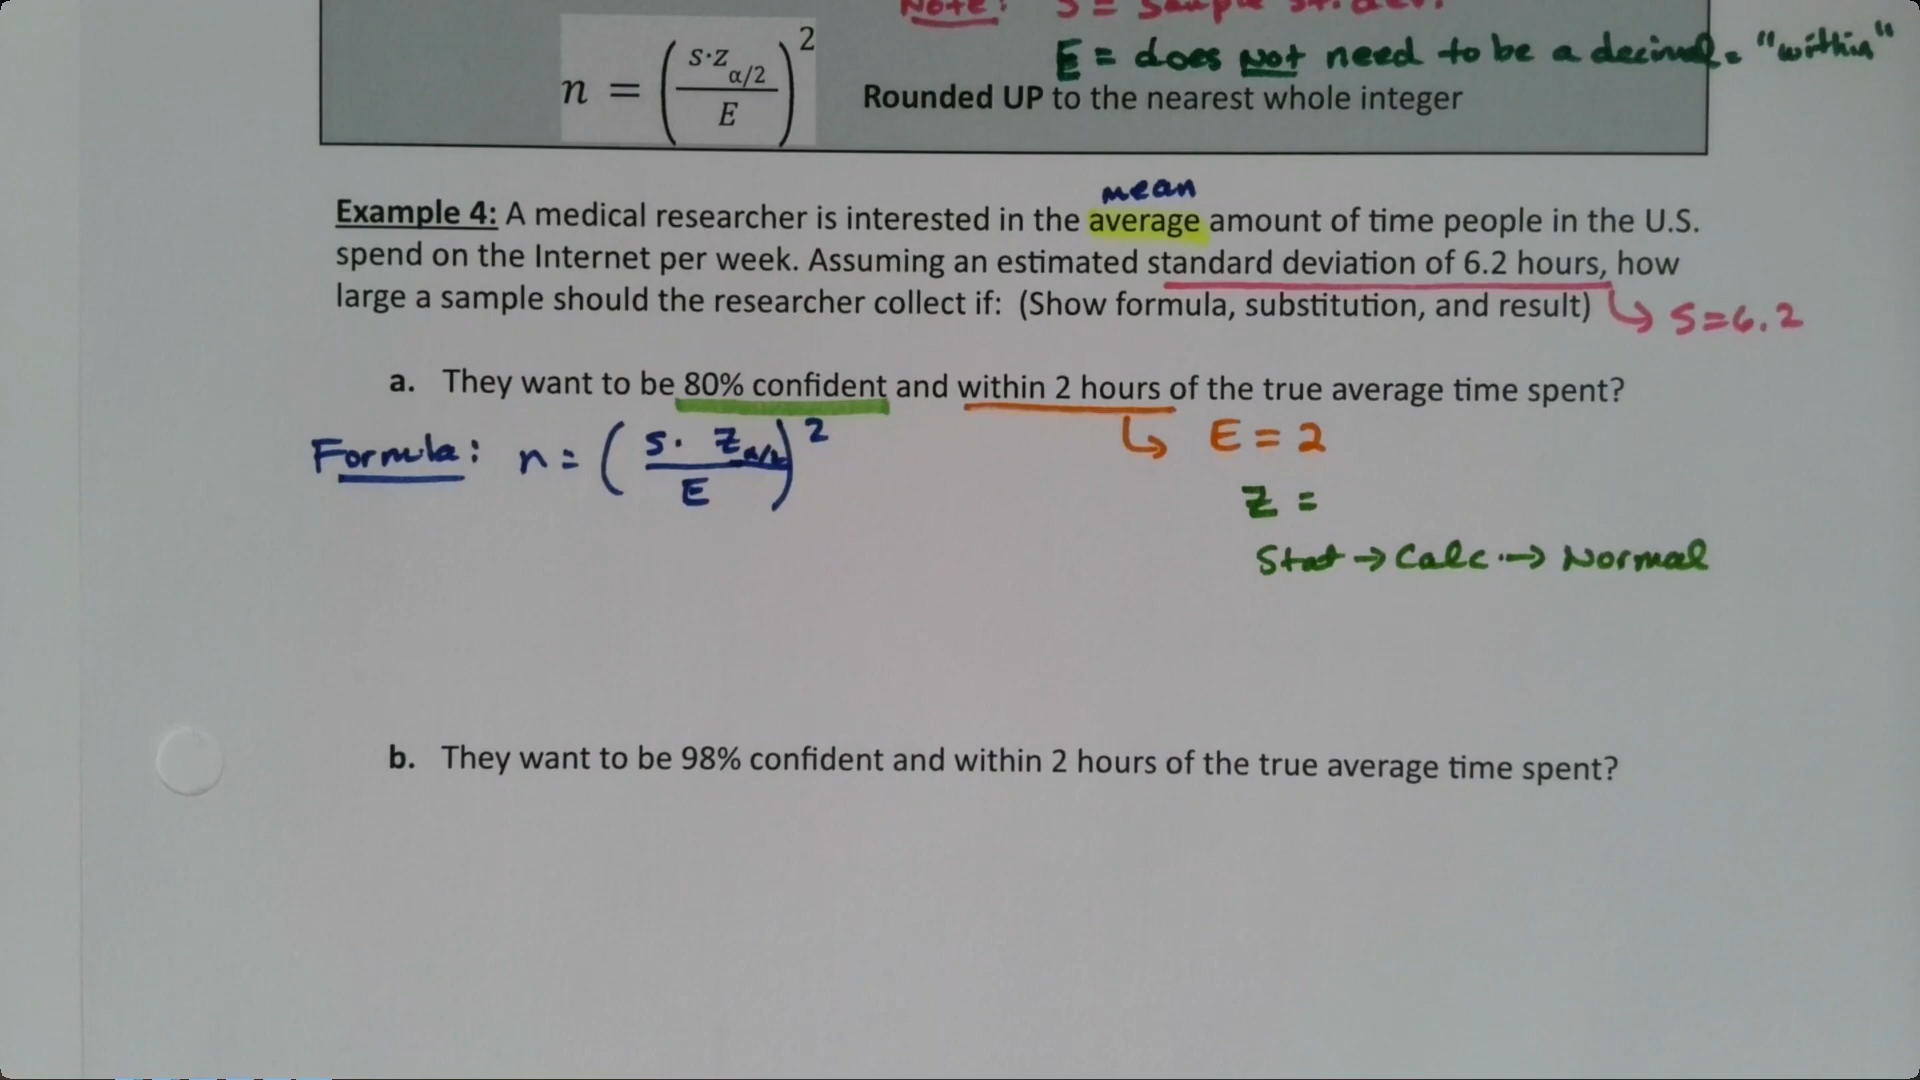 Note: S = Sample st. dev.
E = does not need to be a decimal. "within"
n = (s·z α/2 / E)²
Rounded UP to the nearest whole integer
mean
Example 4: A medical researcher is interested in the average amount of time people in the U.S.
spend on the Internet per week. Assuming an estimated standard deviation of 6.2 hours, how
large a sample should the researcher collect if: (Show formula, substitution, and result)
S=6.2
a. They want to be 80% confident and within 2 hours of the true average time spent?
Formula: n = (s · z α/2 / E)²
E = 2
Z =
Stat → Calc → Normal
b. They want to be 98% confident and within 2 hours of the true average time spent?